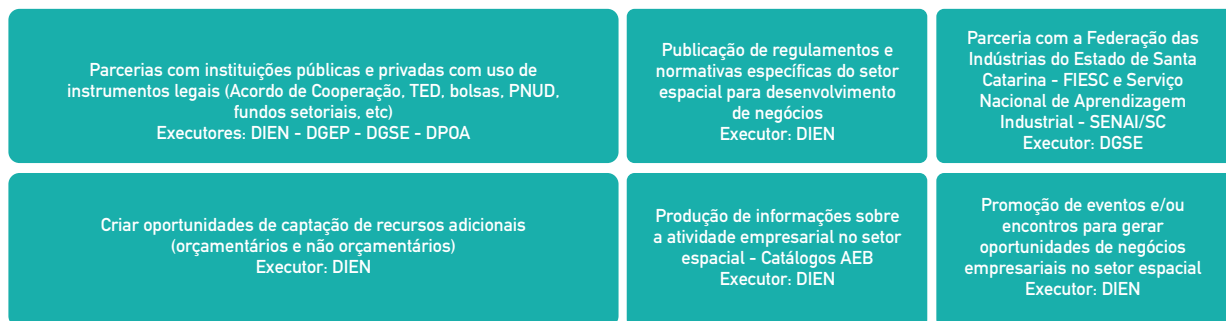 Parcerias com instituições públicas e privadas com uso de
instrumentos legais (Acordo de Cooperação, TED, bolsas, PNUD,
fundos setoriais, etc)
Executores: DIEN - DGEP - DGSE - DPOA
Publicação de regulamentos e
normativas específicas do setor
espacial para desenvolvimento
de negócios
Executor: DIEN
Parceria com a Federação das
Indústrias do Estado de Santa
Catarina - FIESC e Serviço
Nacional de Aprendizagem
Industrial - SENAI/SC
Executor: DGSE
Criar oportunidades de captação de recursos adicionais
(orçamentários e não orçamentários)
Executor: DIEN
Produção de informações sobre
a atividade empresarial no setor
espacial - Catálogos AEB
Executor: DIEN
Promoção de eventos e/ou
encontros para gerar
oportunidades de negócios
empresariais no setor espacial
Executor: DIEN